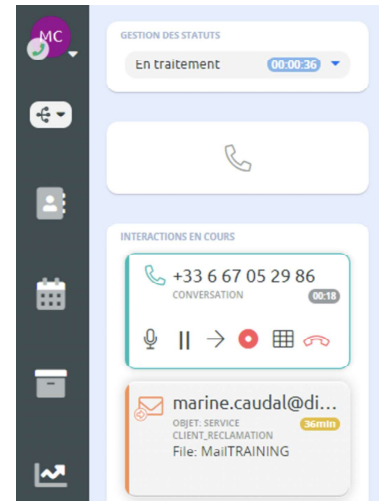 MC
GESTION DES STATUTS
En traitement 00:00:36
INTERACTIONS EN COURS
+33 6 67 05 29 86
CONVERSATION 00:18
marine.caudal@di...
OBJET: SERVICE 36min
CLIENT_RECLAMATION
File: MailTRAINING